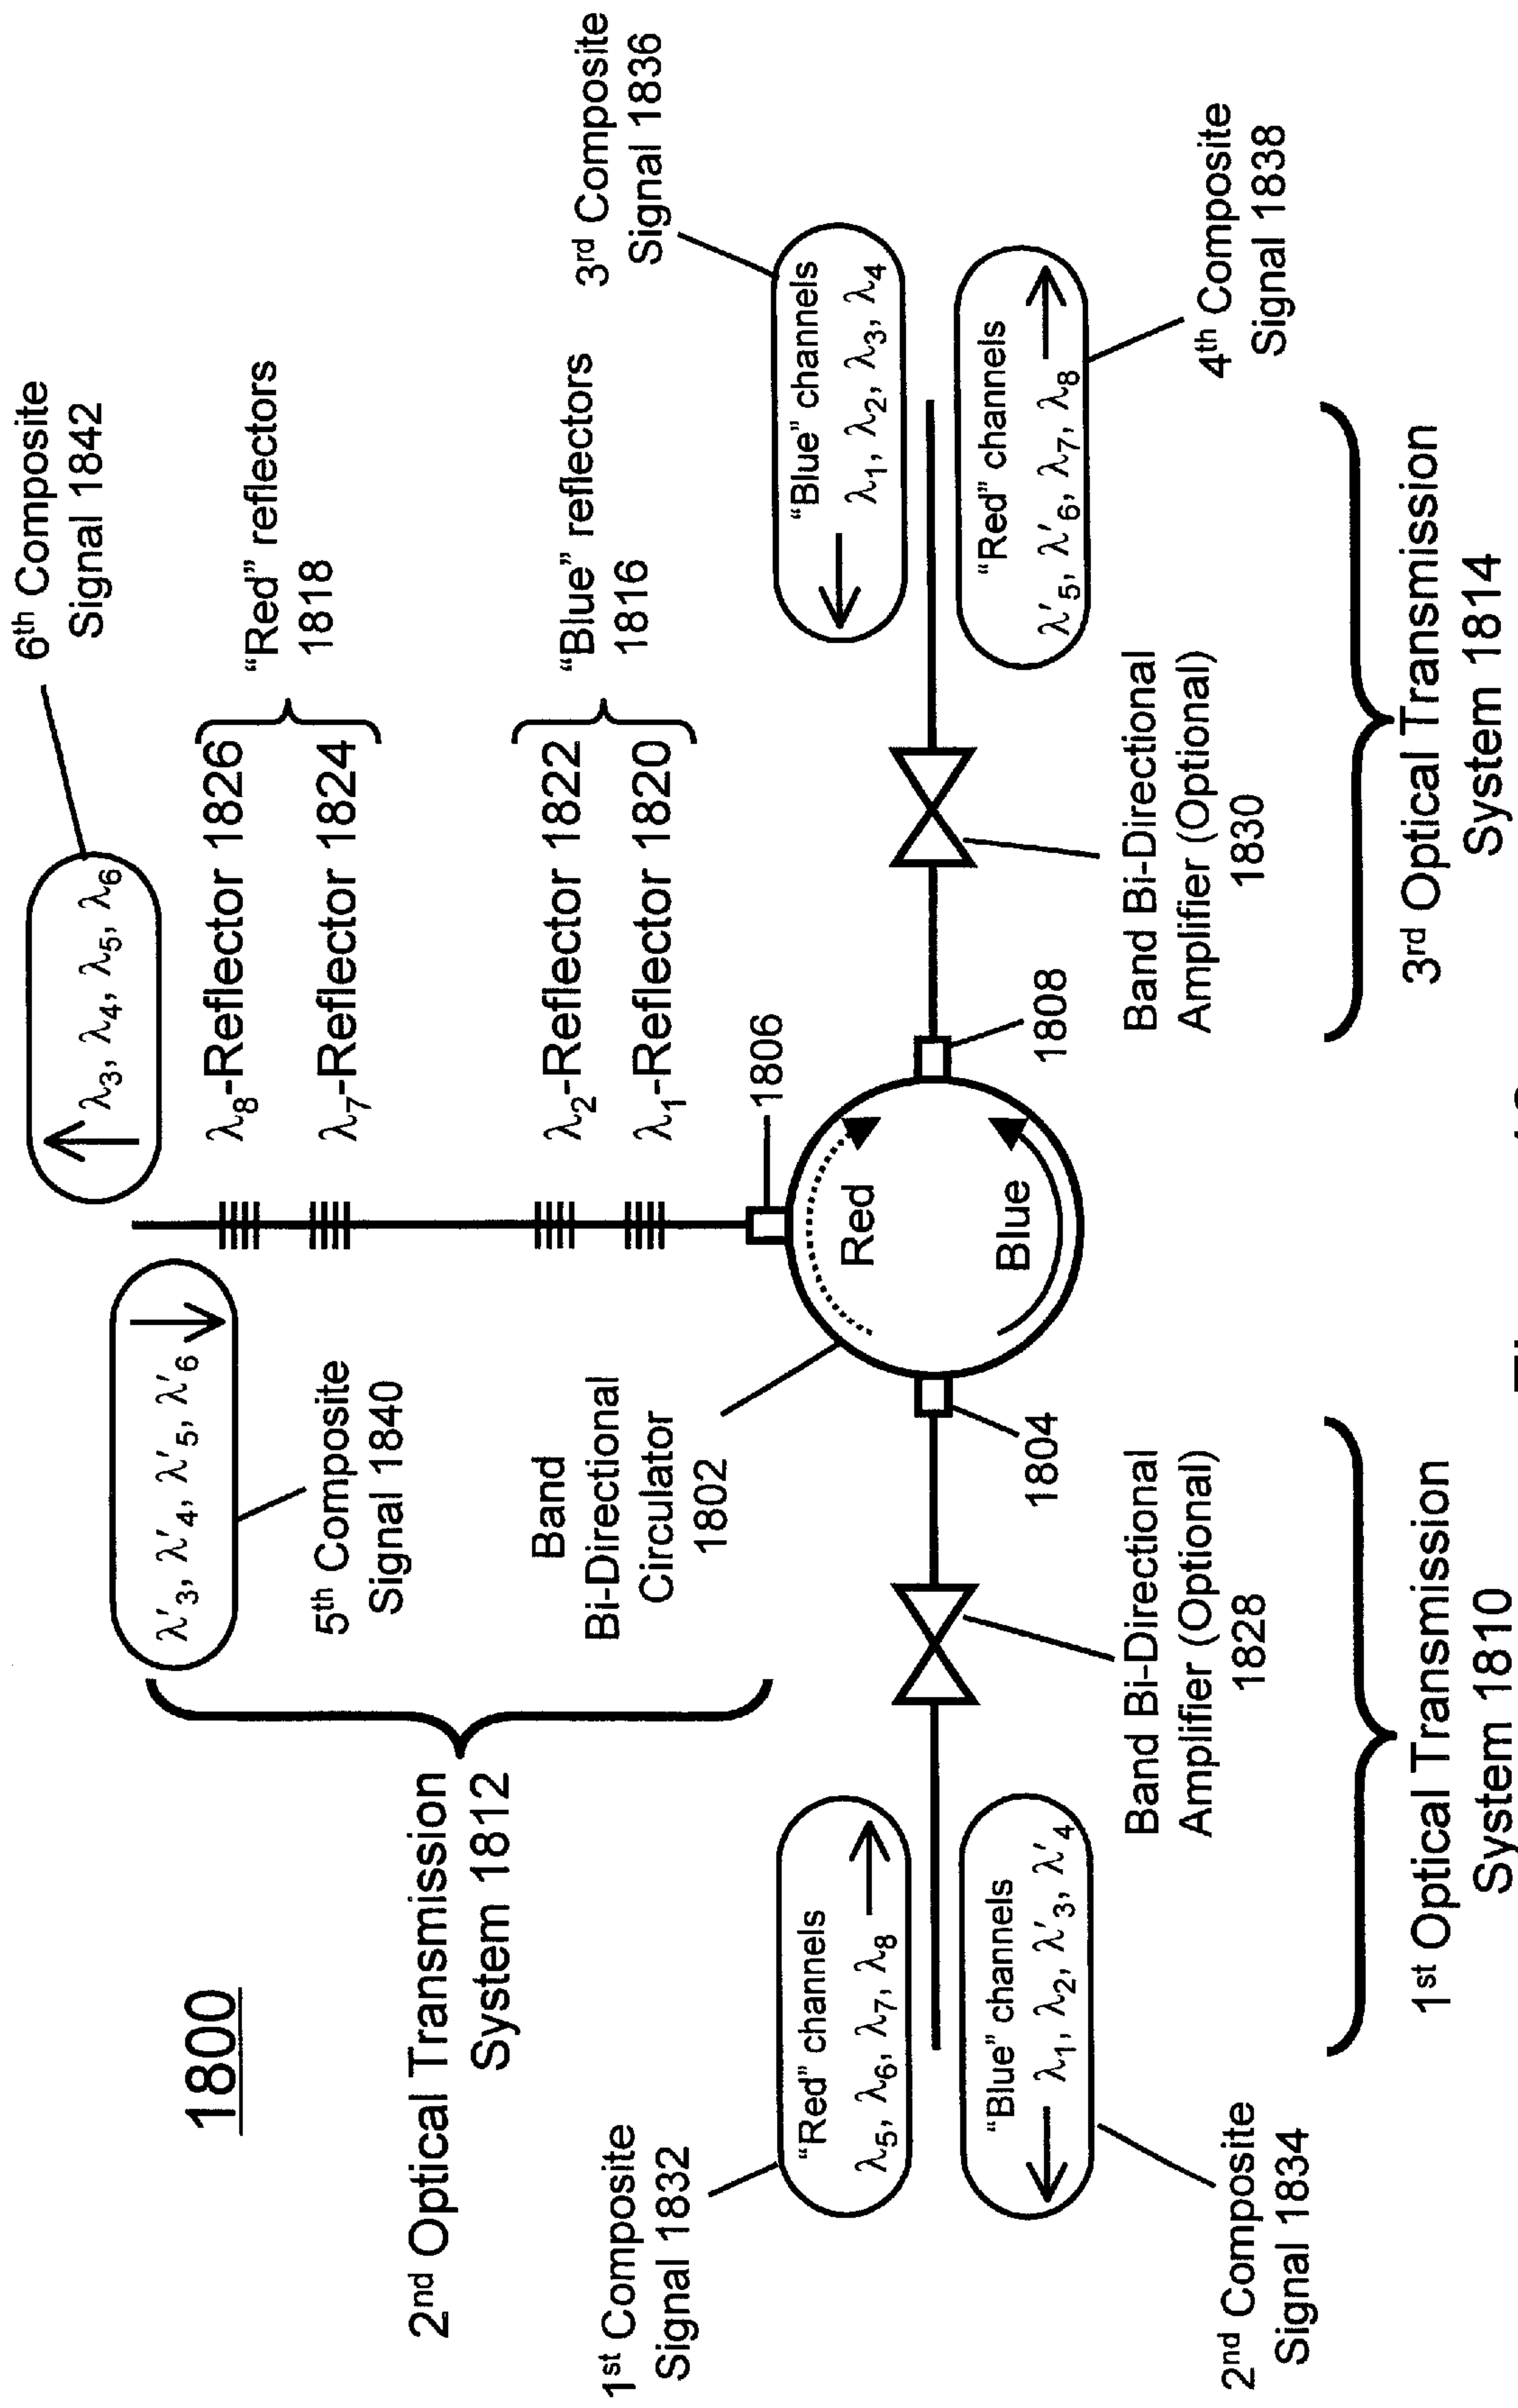 1800
6th Composite
Signal 1842
λ3, λ4, λ5, λ6
λ'3, λ'4, λ'5, λ'6
5th Composite
Signal 1840
λ8-Reflector 1826
λ7-Reflector 1824
"Red" reflectors
1818
λ2-Reflector 1822
λ1-Reflector 1820
"Blue" reflectors
1816
2nd Optical Transmission
System 1812
Band
Bi-Directional
Circulator
1802
1806
Red
Blue
1804
1808
1st Composite
Signal 1832
"Red" channels
λ5, λ6, λ7, λ8
"Blue" channels
λ1, λ2, λ'3, λ'4
2nd Composite
Signal 1834
3rd Composite
Signal 1836
"Blue" channels
λ1, λ2, λ3, λ4
"Red" channels
λ'5, λ'6, λ7, λ8
4th Composite
Signal 1838
Band Bi-Directional
Amplifier (Optional)
1828
Band Bi-Directional
Amplifier (Optional)
1830
1st Optical Transmission
System 1810
3rd Optical Transmission
System 1814